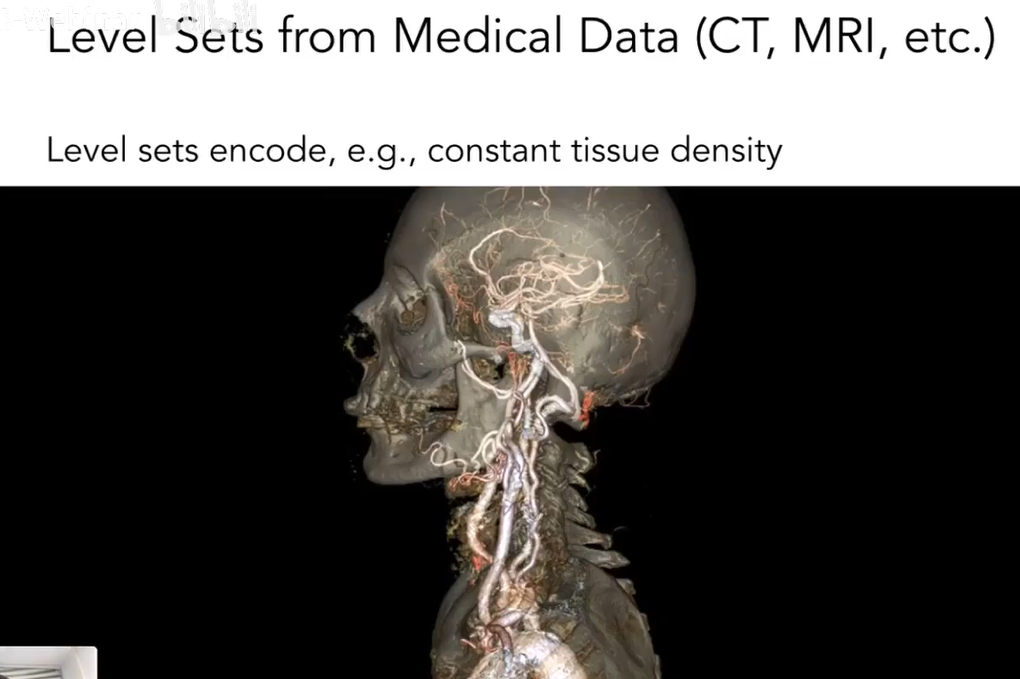 Level Sets from Medical Data (CT, MRI, etc.)
Level sets encode, e.g., constant tissue density